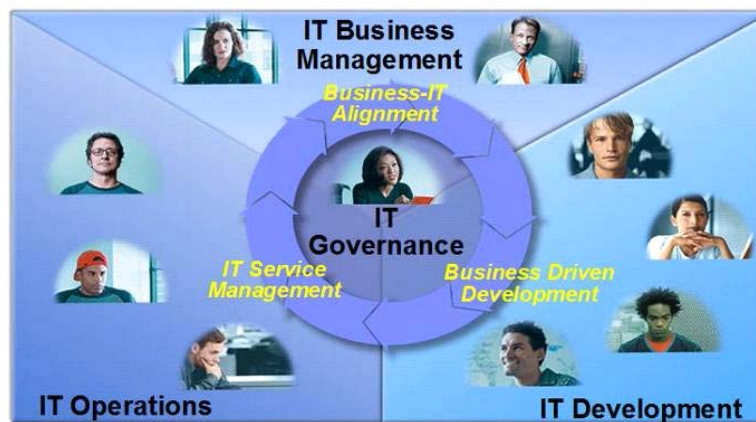 IT Business
Management
Business-IT
Alignment
IT
Governance
IT Service
Management
Business Driven
Development
IT Operations
IT Development